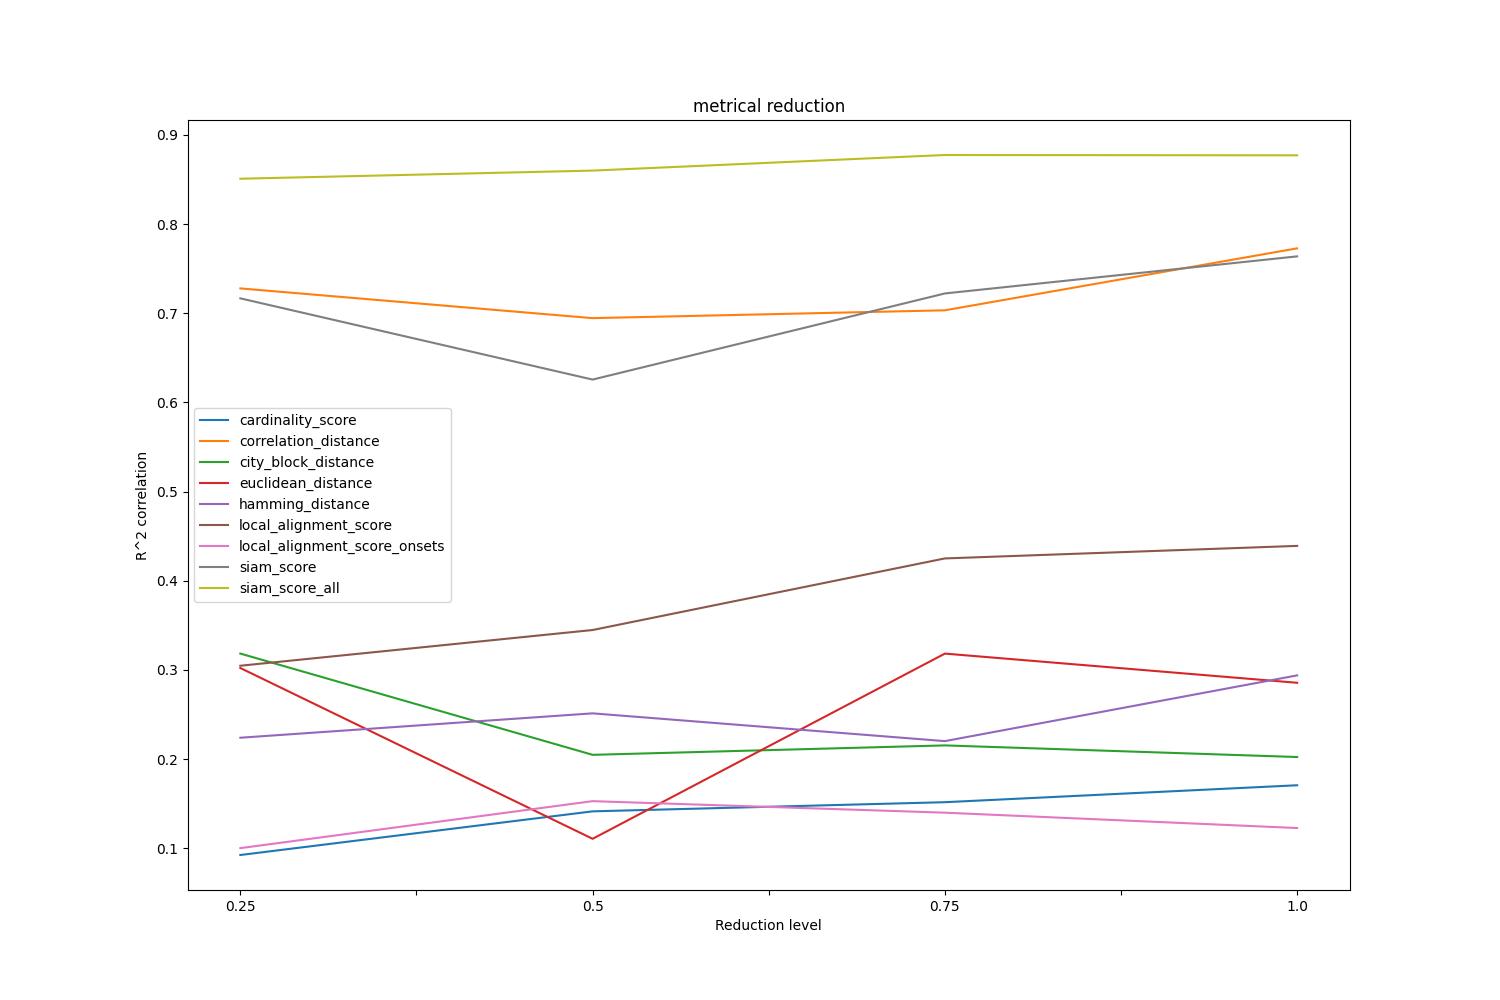 metrical reduction
0.9
0.8
0.7
0.6
0.5
0.4
0.3
0.2
0.1
R^2 correlation
cardinality_score
correlation_distance
city_block_distance
euclidean_distance
hamming_distance
local_alignment_score
local_alignment_score_onsets
siam_score
siam_score_all
0.25 0.5 0.75 1.0
Reduction level